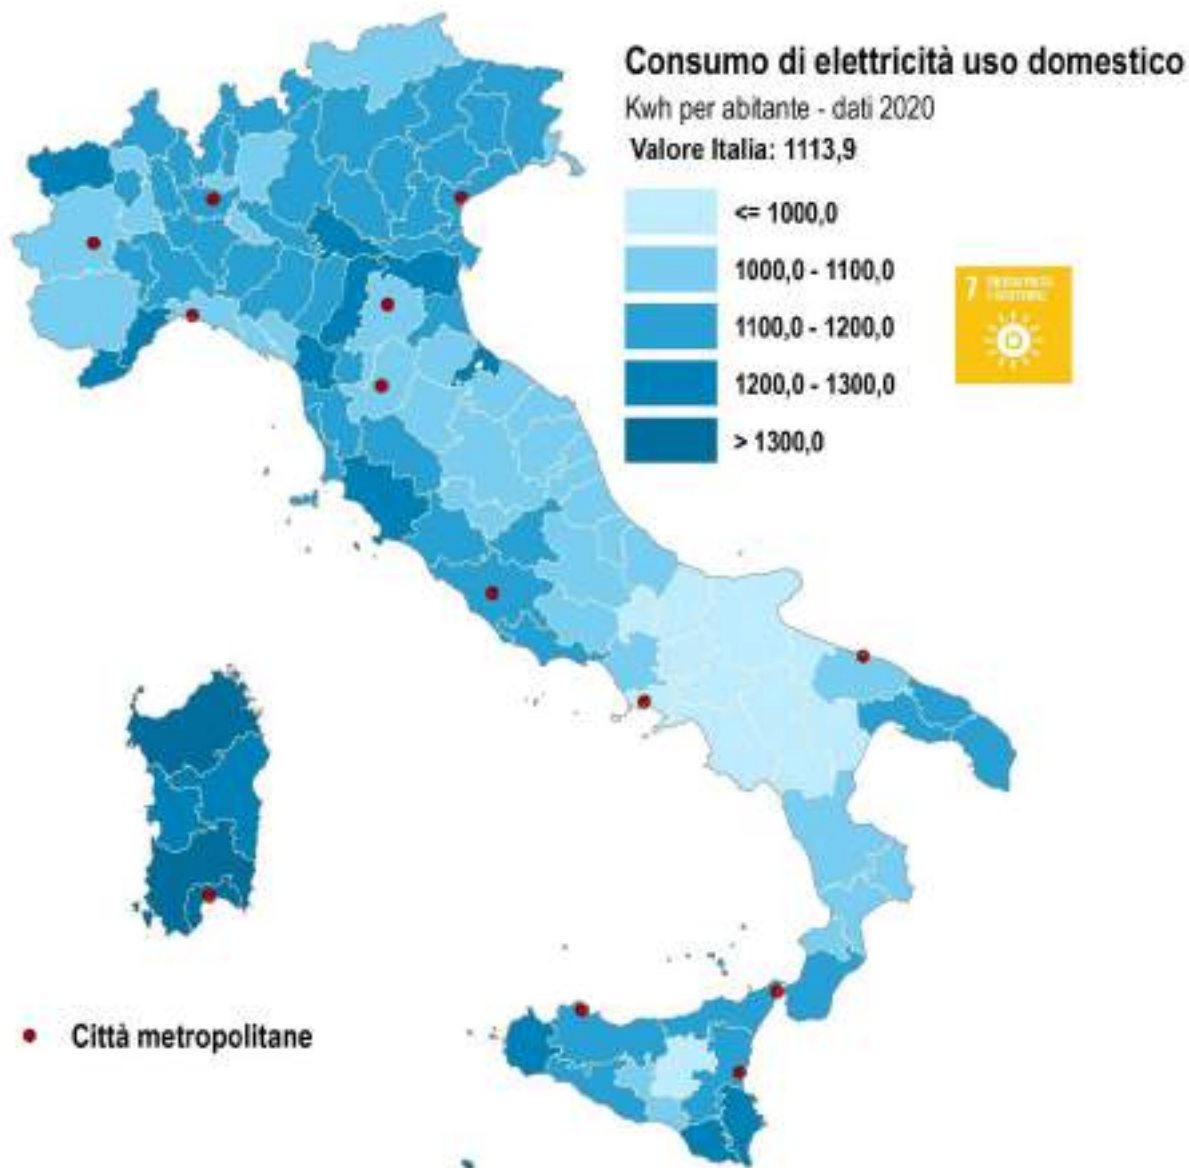 Consumo di elettricità uso domestico
Kwh per abitante - dati 2020
Valore Italia: 1113,9
<= 1000,0
1000,0 - 1100,0
7
1100,0 - 1200,0
1200,0 - 1300,0
> 1300,0
Città metropolitane